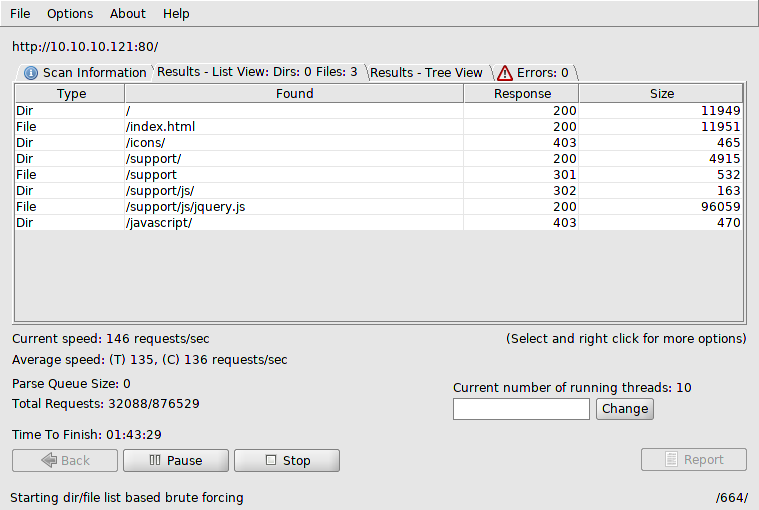 File Options About Help
http://10.10.10.121:80/
Scan Information Results - List View: Dirs: 0 Files: 3 Results - Tree View Errors: 0
Type Found Response Size
Dir / 200 11949
File /index.html 200 11951
Dir /icons/ 403 465
Dir /support/ 200 4915
File /support 301 532
Dir /support/js/ 302 163
File /support/js/jquery.js 200 96059
Dir /javascript/ 403 470
Current speed: 146 requests/sec (Select and right click for more options)
Average speed: (T) 135, (C) 136 requests/sec
Parse Queue Size: 0
Current number of running threads: 10
Total Requests: 32088/876529
Change
Time To Finish: 01:43:29
Back Pause Stop Report
Starting dir/file list based brute forcing /664/